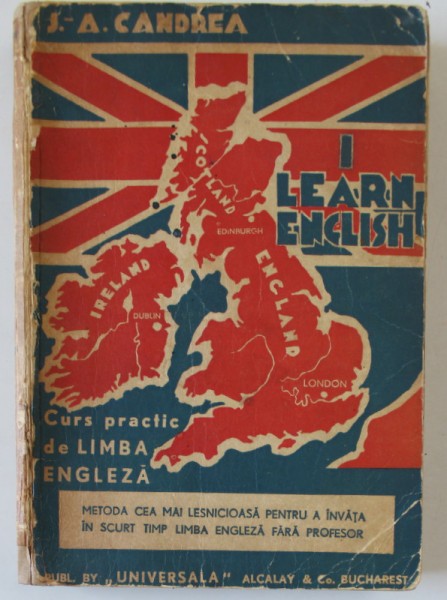 J.-A. CANDREA
I
LEARN
ENGLISH
SCOTLAND
EDINBURGH
ENGLAND
IRELAND
DUBLIN
LONDON
Curs practic
de LIMBA
ENGLEZĂ
METODA CEA MAI LESNICIOASĂ PENTRU A ÎNVĂȚA
ÎN SCURT TIMP LIMBA ENGLEZĂ FĂRĂ PROFESOR
PUBL. BY „UNIVERSALA" ALCALAY & Co. BUCHAREST